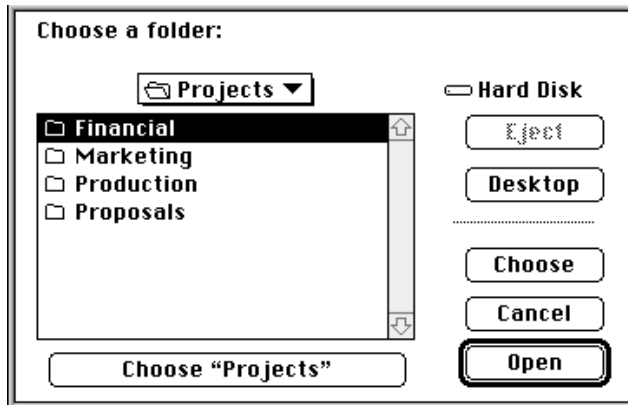 Choose a folder:
Projects
Hard Disk
Financial
Marketing
Production
Proposals
Eject
Desktop
Choose
Cancel
Open
Choose “Projects”